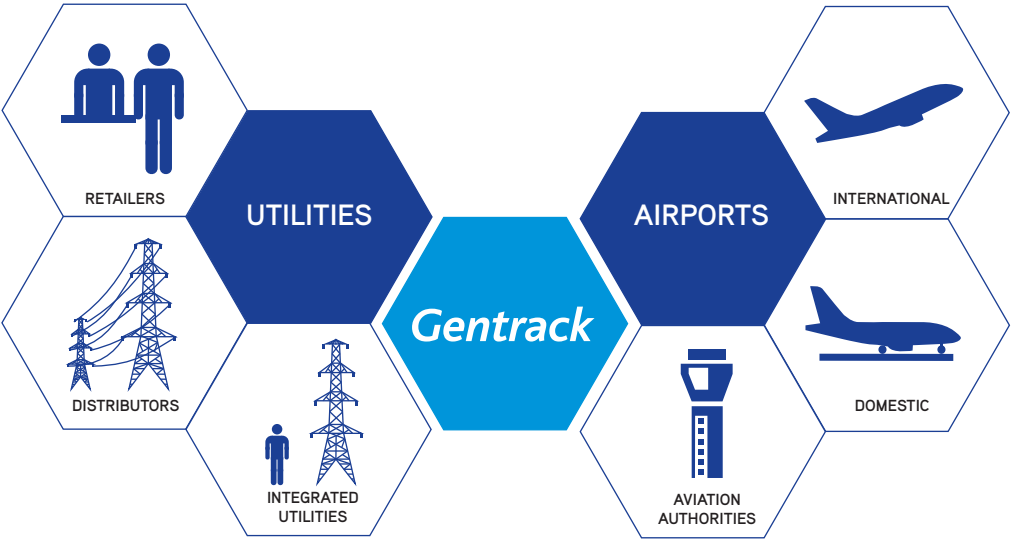 RETAILERS
UTILITIES
DISTRIBUTORS
INTEGRATED
UTILITIES
Gentrack
AIRPORTS
INTERNATIONAL
DOMESTIC
AVIATION
AUTHORITIES